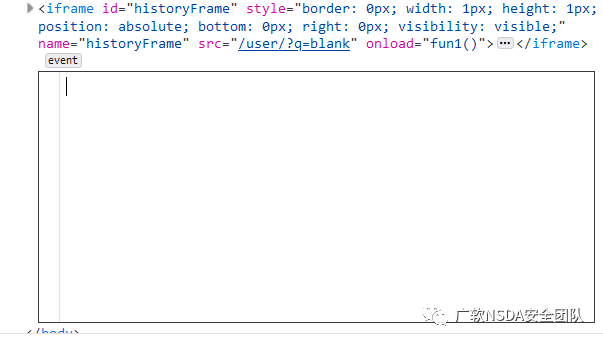 <iframe id="historyFrame" style="border: 0px; width: 1px; height: 1px;
position: absolute; bottom: 0px; right: 0px; visibility: visible;"
name="historyFrame" src="/user/?q=blank" onload="fun1()"> ••• </iframe>
event
广软NSDA安全团队
</body>